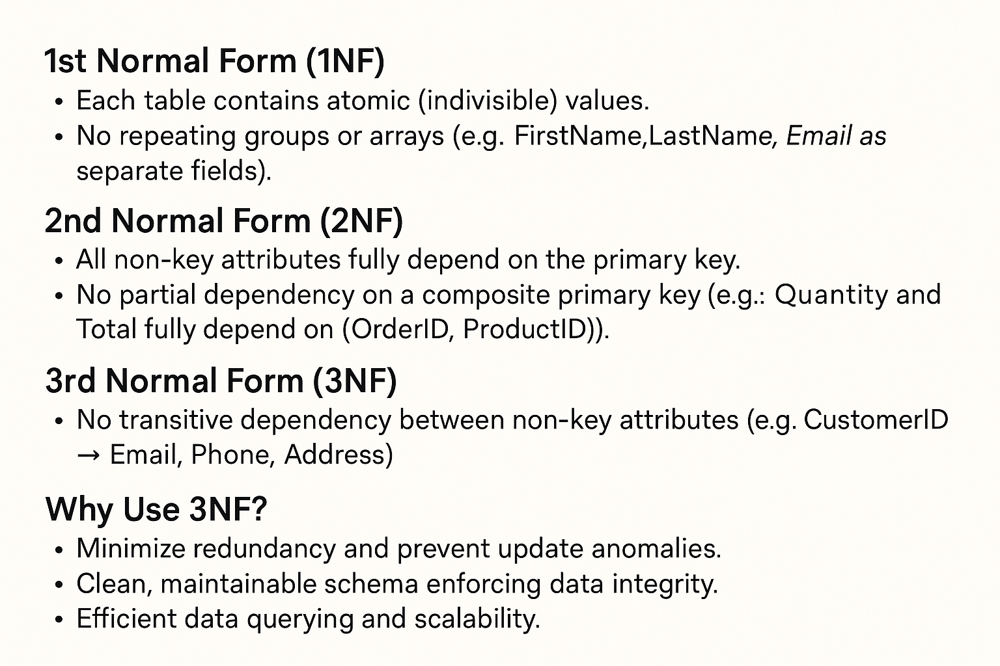 1st Normal Form (1NF)
• Each table contains atomic (indivisible) values.
• No repeating groups or arrays (e.g. FirstName,LastName, Email as
separate fields).
2nd Normal Form (2NF)
• All non-key attributes fully depend on the primary key.
• No partial dependency on a composite primary key (e.g.: Quantity and
Total fully depend on (OrderID, ProductID)).
3rd Normal Form (3NF)
• No transitive dependency between non-key attributes (e.g. CustomerID
→ Email, Phone, Address)
Why Use 3NF?
• Minimize redundancy and prevent update anomalies.
• Clean, maintainable schema enforcing data integrity.
• Efficient data querying and scalability.